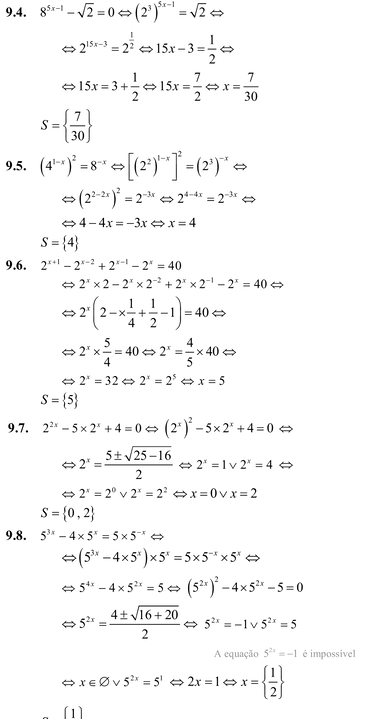 9.4. 8^{5x−1} − √2 = 0 ⇔ (2^3)^{5x−1} = √2 ⇔
⇔ 2^{15x−3} = 2^{1/2} ⇔ 15x − 3 = 1/2 ⇔
⇔ 15x = 3 + 1/2 ⇔ 15x = 7/2 ⇔ x = 7/30
S = {7/30}
9.5. (4^{1−x})^2 = 8^{−x} ⇔ [(2^2)^{1−x}]^2 = (2^3)^{−x} ⇔
⇔ (2^{2−2x})^2 = 2^{−3x} ⇔ 2^{4−4x} = 2^{−3x} ⇔
⇔ 4 − 4x = −3x ⇔ x = 4
S = {4}
9.6. 2^{x+1} − 2^{x−2} + 2^{x−1} − 2^x = 40
⇔ 2^x × 2 − 2^x × 2^{−2} + 2^x × 2^{−1} − 2^x = 40 ⇔
⇔ 2^x (2 − × 1/4 + 1/2 − 1) = 40 ⇔
⇔ 2^x × 5/4 = 40 ⇔ 2^x = 4/5 × 40 ⇔
⇔ 2^x = 32 ⇔ 2^x = 2^5 ⇔ x = 5
S = {5}
9.7. 2^{2x} − 5 × 2^x + 4 = 0 ⇔ (2^x)^2 − 5 × 2^x + 4 = 0 ⇔
⇔ 2^x = (5 ± √(25 − 16))/2 ⇔ 2^x = 1 ∨ 2^x = 4 ⇔
⇔ 2^x = 2^0 ∨ 2^x = 2^2 ⇔ x = 0 ∨ x = 2
S = {0 , 2}
9.8. 5^{3x} − 4 × 5^x = 5 × 5^{−x} ⇔
⇔ (5^{3x} − 4 × 5^x) × 5^x = 5 × 5^{−x} × 5^x ⇔
⇔ 5^{4x} − 4 × 5^{2x} = 5 ⇔ (5^{2x})^2 − 4 × 5^{2x} − 5 = 0
⇔ 5^{2x} = (4 ± √(16 + 20))/2 ⇔ 5^{2x} = −1 ∨ 5^{2x} = 5
A equação 5^{2x} = −1 é impossível
⇔ x ∈ ∅ ∨ 5^{2x} = 5^1 ⇔ 2x = 1 ⇔ x = {1/2}